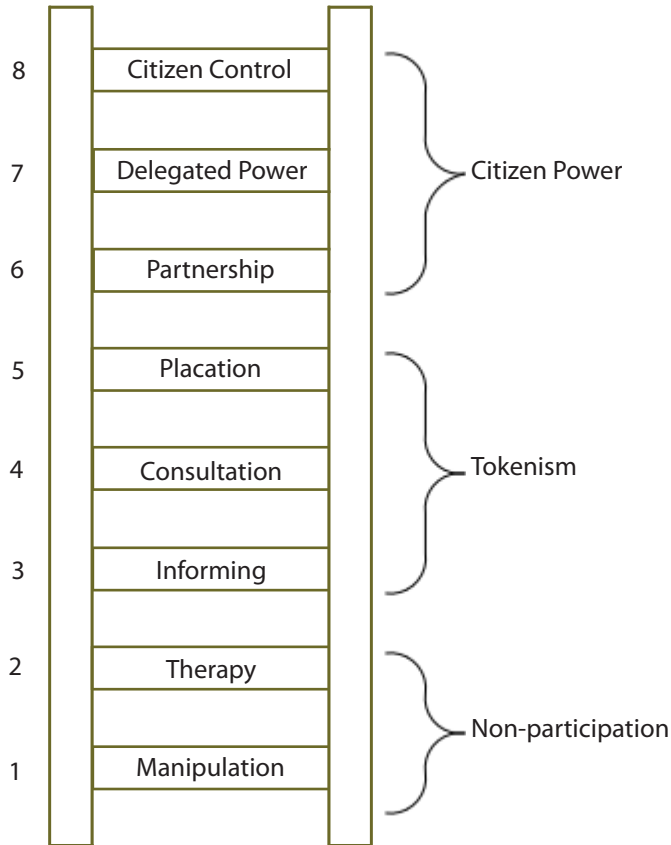 8 Citizen Control
7 Delegated Power Citizen Power
6 Partnership
5 Placation
4 Consultation Tokenism
3 Informing
2 Therapy
Non-participation
1 Manipulation